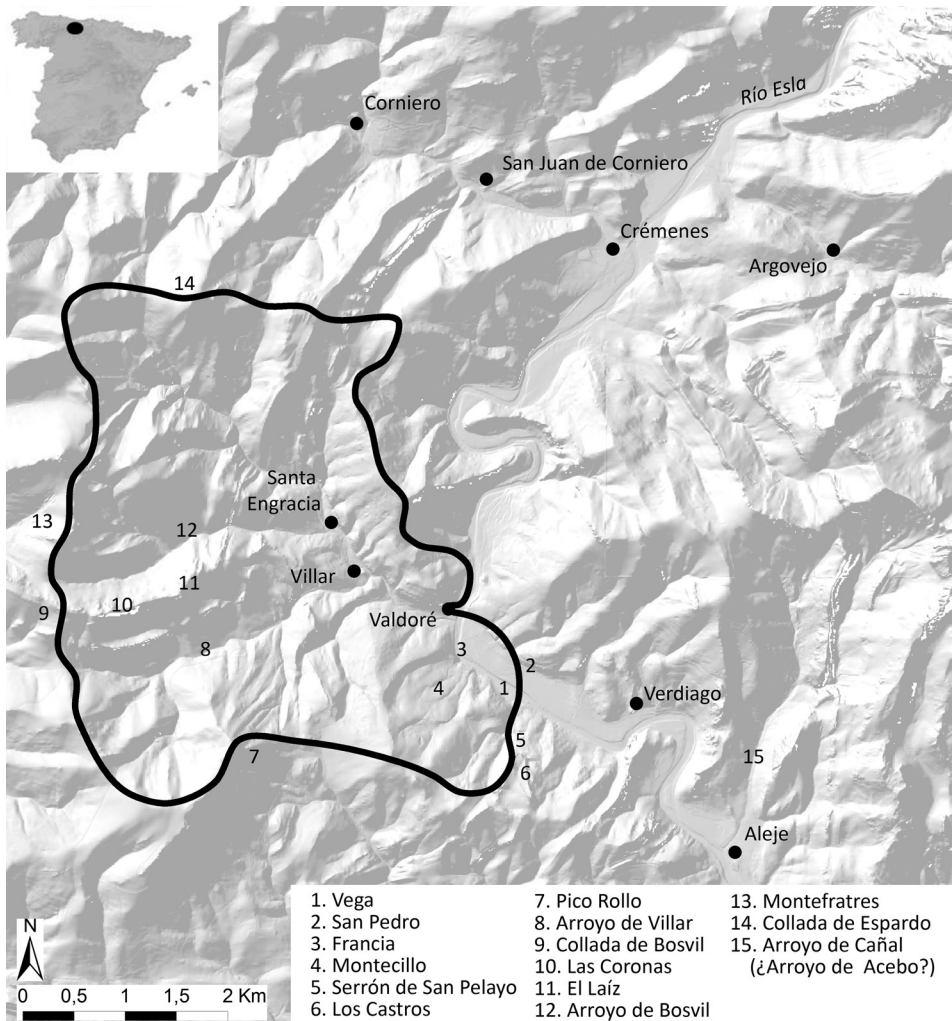 Río Esla
Corniero
San Juan de Corniero
Crémenes
Argovejo
14
Santa
Engracia
13
12
Villar
11
10
9
Valdoré
8
3
2
4
1
Verdiago
5
7
6
15
Aleje
N
0 0,5 1 1,5 2 Km
1. Vega
2. San Pedro
3. Francia
4. Montecillo
5. Serrón de San Pelayo
6. Los Castros
7. Pico Rollo
8. Arroyo de Villar
9. Collada de Bosvil
10. Las Coronas
11. El Laíz
12. Arroyo de Bosvil
13. Montefratres
14. Collada de Espardo
15. Arroyo de Cañal
(¿Arroyo de Acebo?)